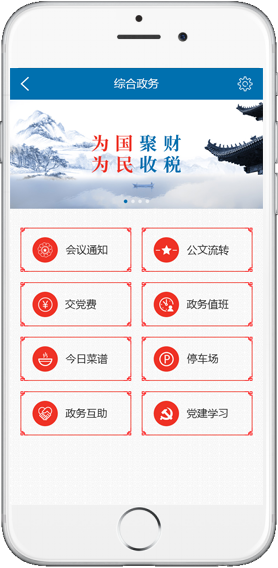 综合政务
为国聚财
为民收税
会议通知
公文流转
交党费
政务值班
今日菜谱
P
停车场
政务互助
党建学习